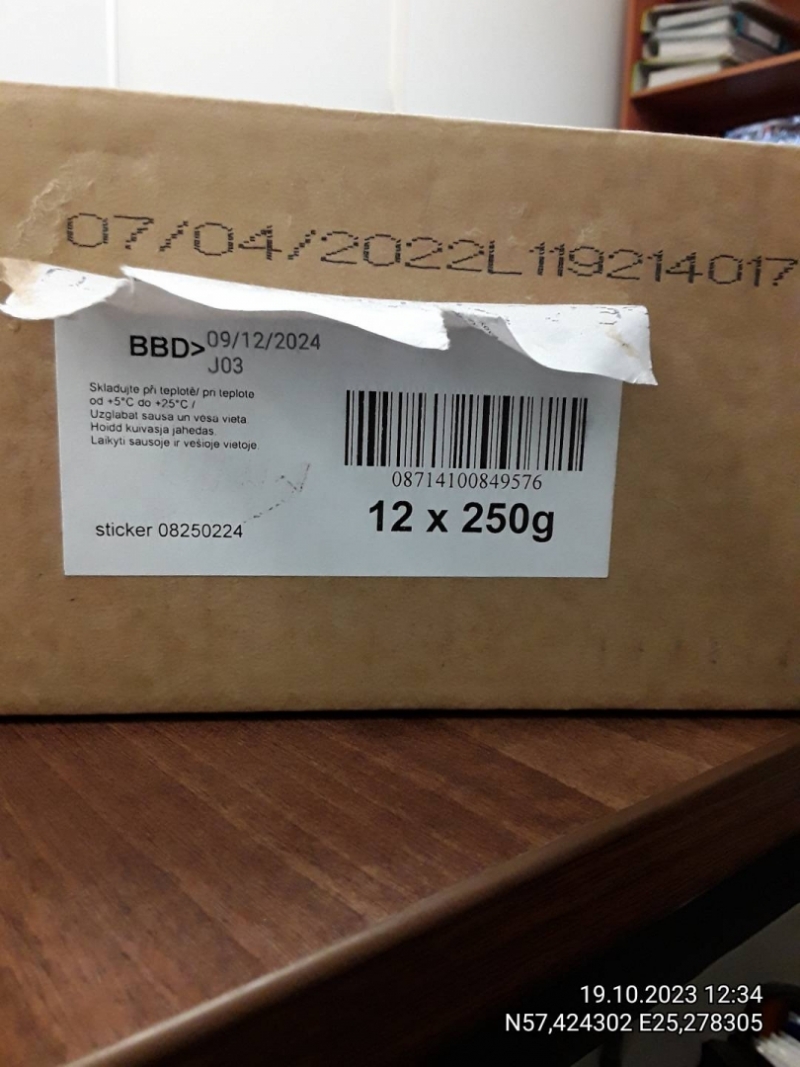 07/04/2022L119214017
BBD> 09/12/2024
J03
Skladujte při teplotě/ pri teplote
od +5°C do +25°C /
Uzglabat sausa un vesa vieta.
Hoidd kuivasja jahedas.
Laikyti sausoje ir vešioje vietoje.
08714100849576
12 x 250g
sticker 08250224
19.10.2023 12:34
N57,424302 E25,278305